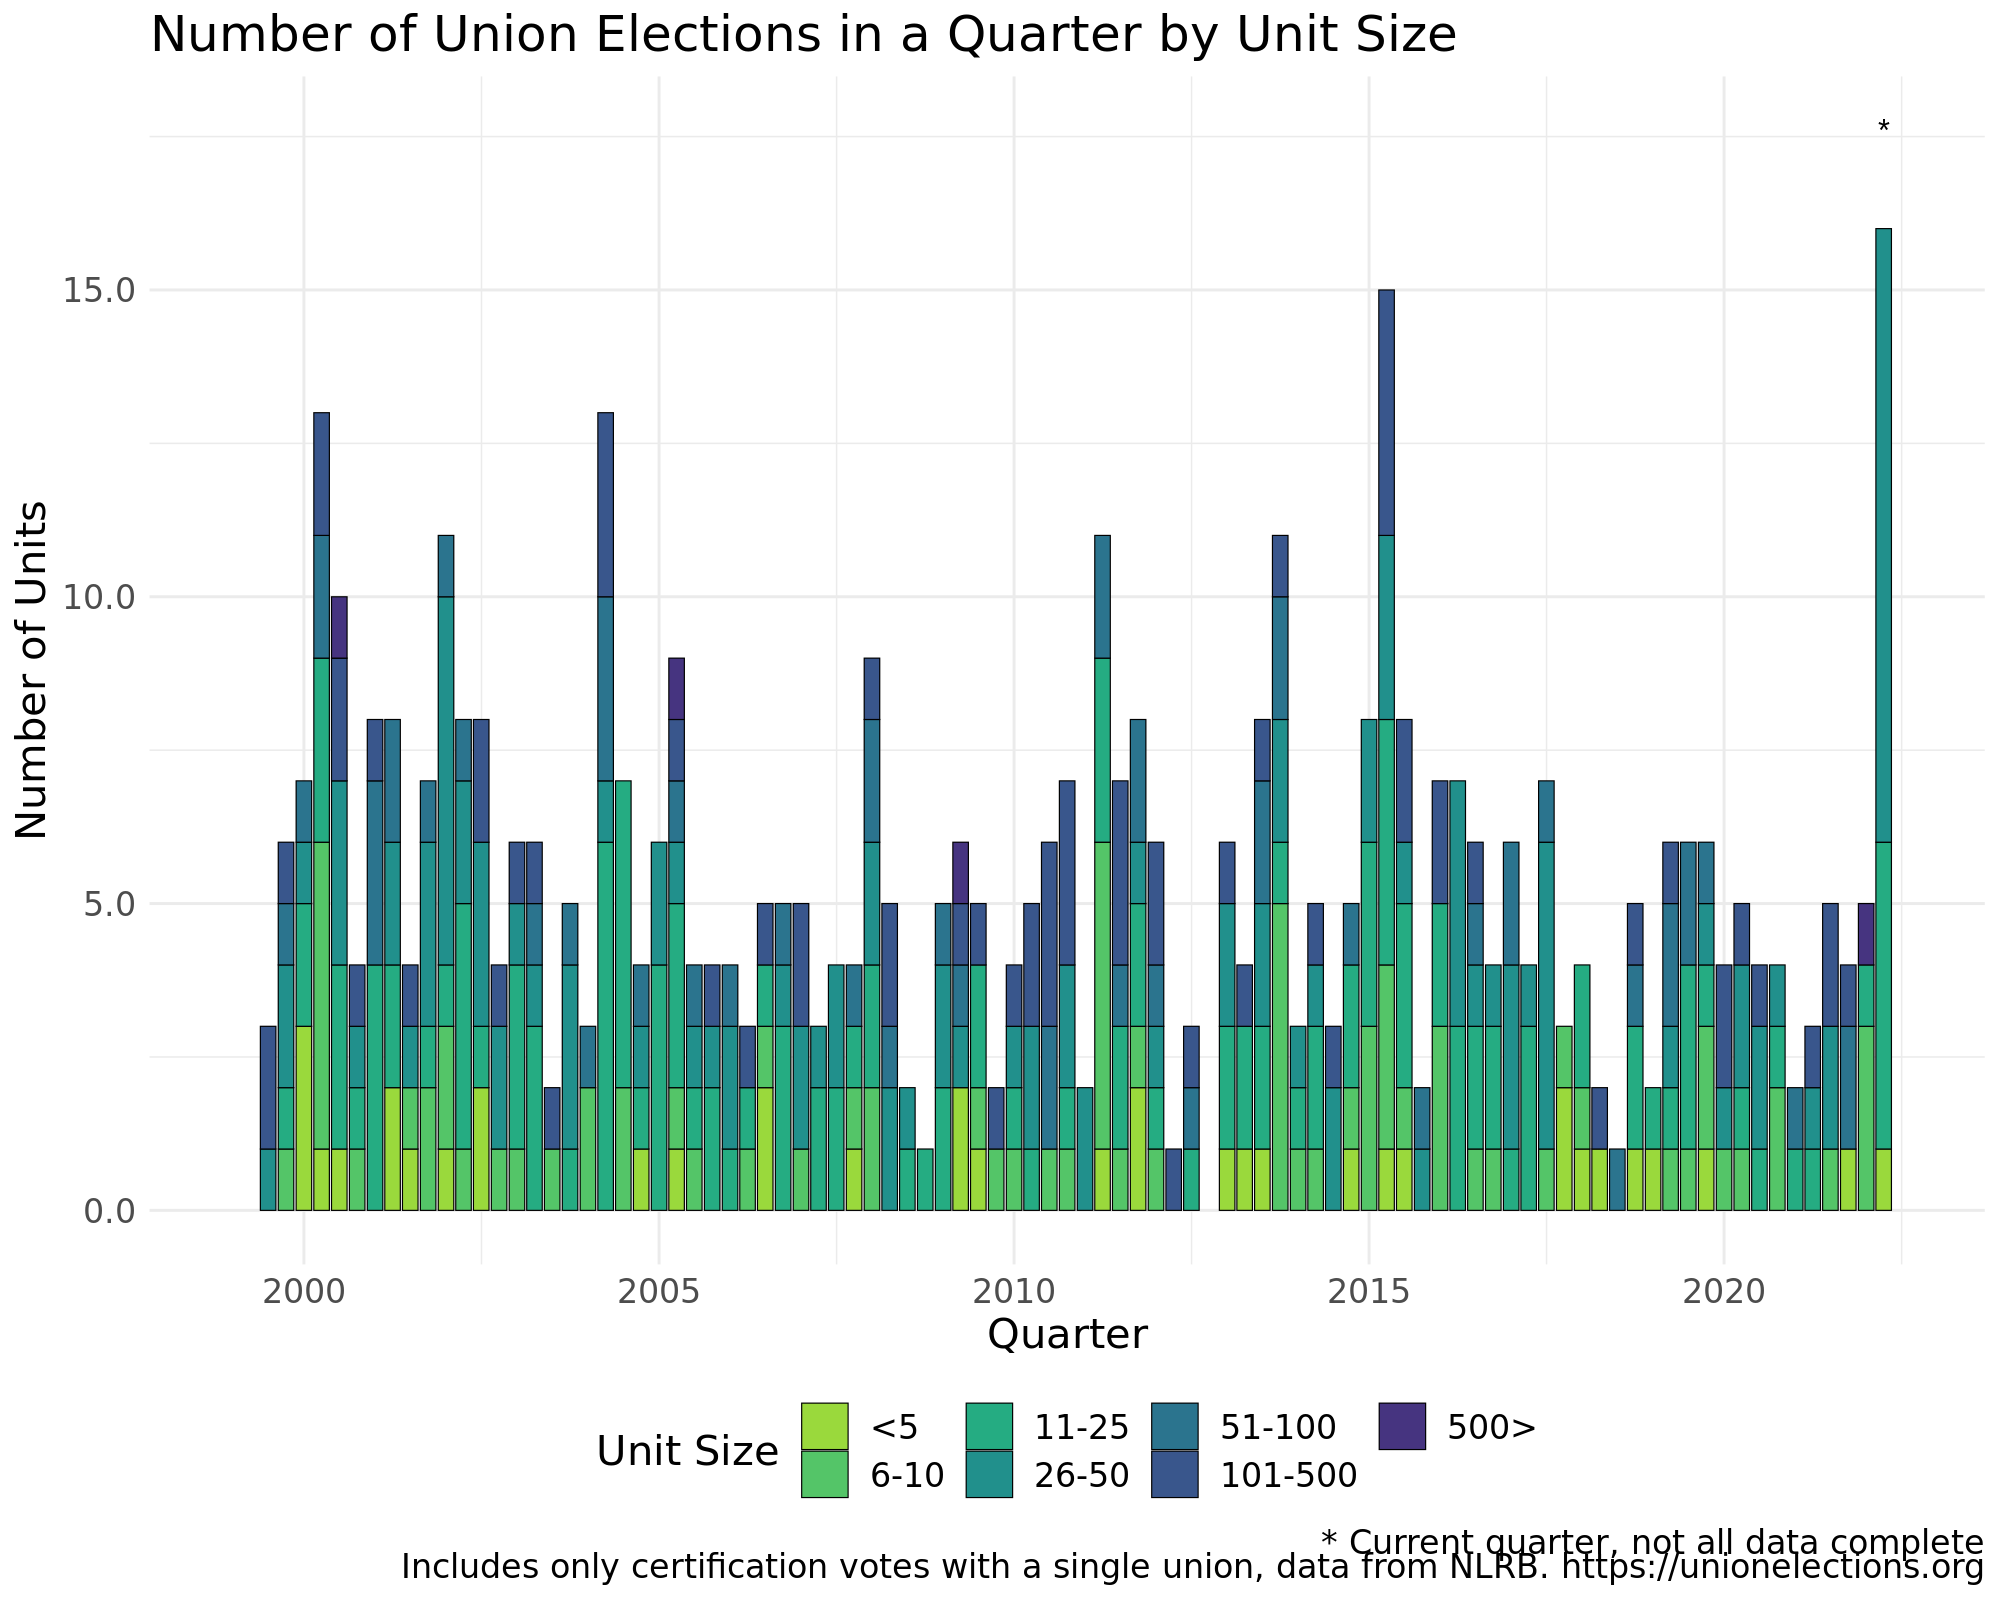 Number of Union Elections in a Quarter by Unit Size
*
15.0
10.0
5.0
0.0
Number of Units
2000 2005 2010 2015 2020
Quarter
Unit Size
<5 11-25 51-100 500>
6-10 26-50 101-500
* Current quarter, not all data complete
Includes only certification votes with a single union, data from NLRB. https://unionelections.org